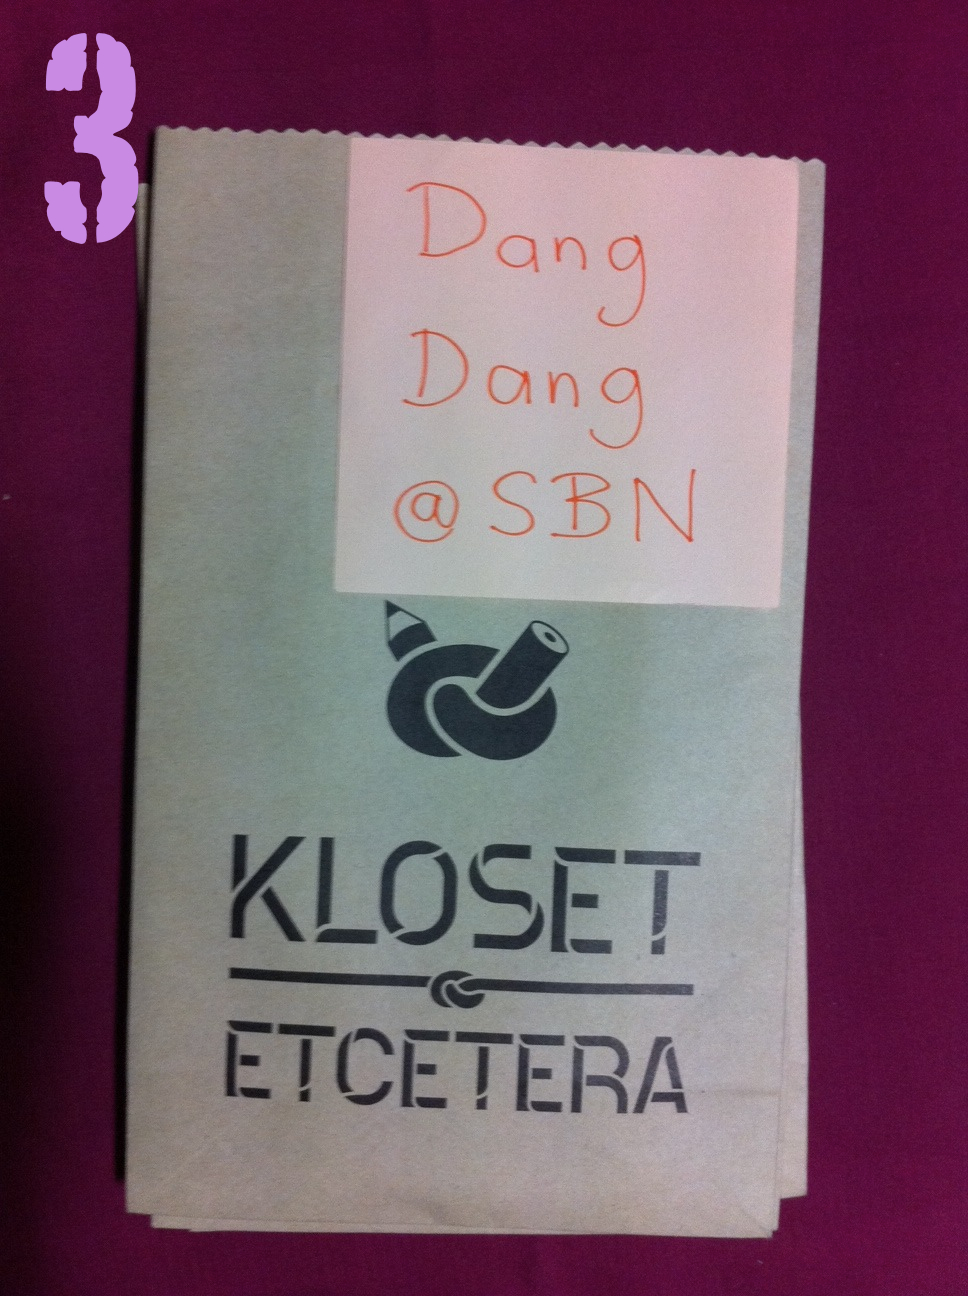 3
Dang
Dang
@SBN
KLOSET
ETCETERA